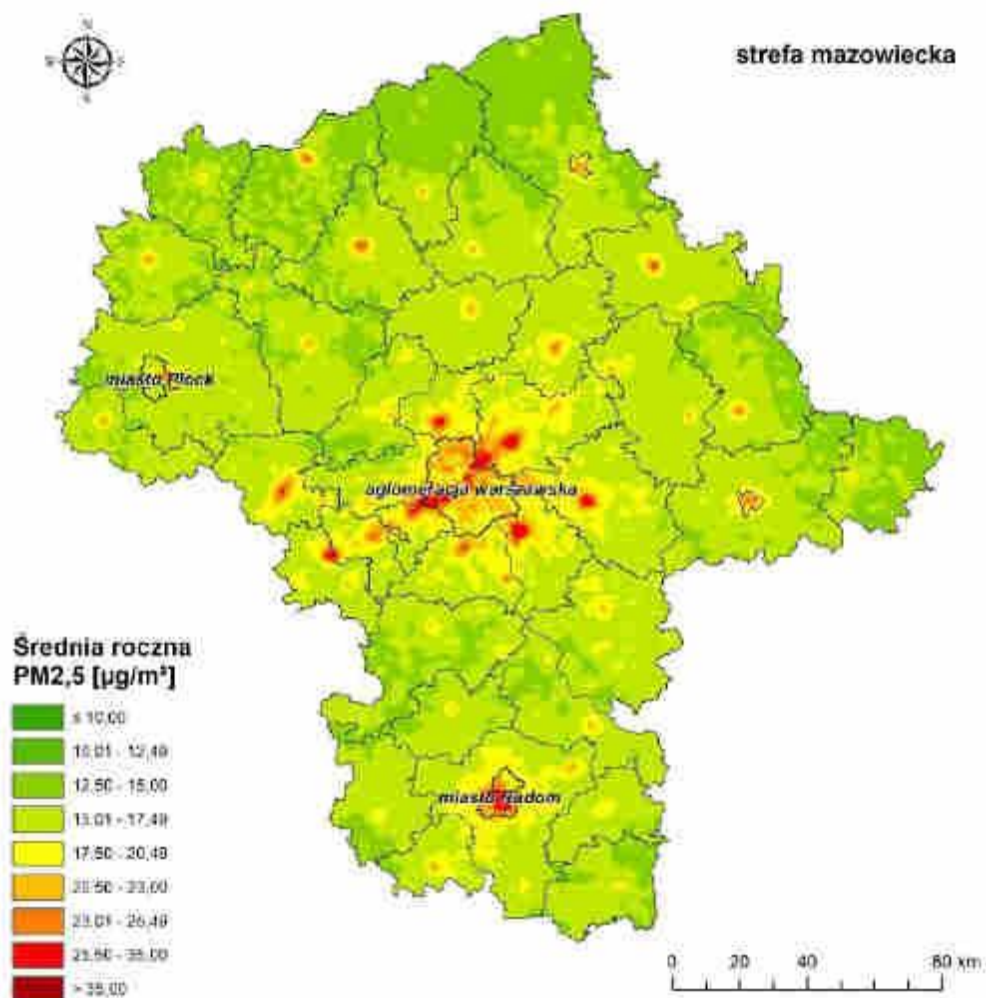 N
strefa mazowiecka
miasto Płock
aglomeracja warszawska
miasto Radom
Średnia roczna
PM2,5 [µg/m³]
≤ 10,00
10,01 - 12,49
12,50 - 15,00
15,01 - 17,49
17,50 - 20,49
20,50 - 23,00
23,01 - 25,49
25,50 - 35,00
> 35,00
0 20 40 80 km